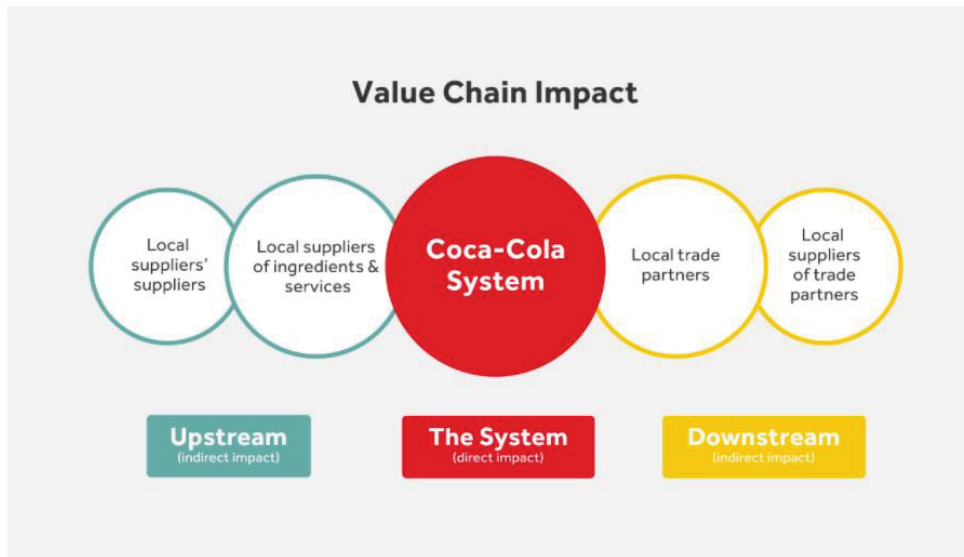 Value Chain Impact
Local
suppliers'
suppliers
Local suppliers
of ingredients &
services
Coca-Cola
System
Local trade
partners
Local
suppliers
of trade
partners
Upstream
(indirect impact)
The System
(direct impact)
Downstream
(indirect impact)